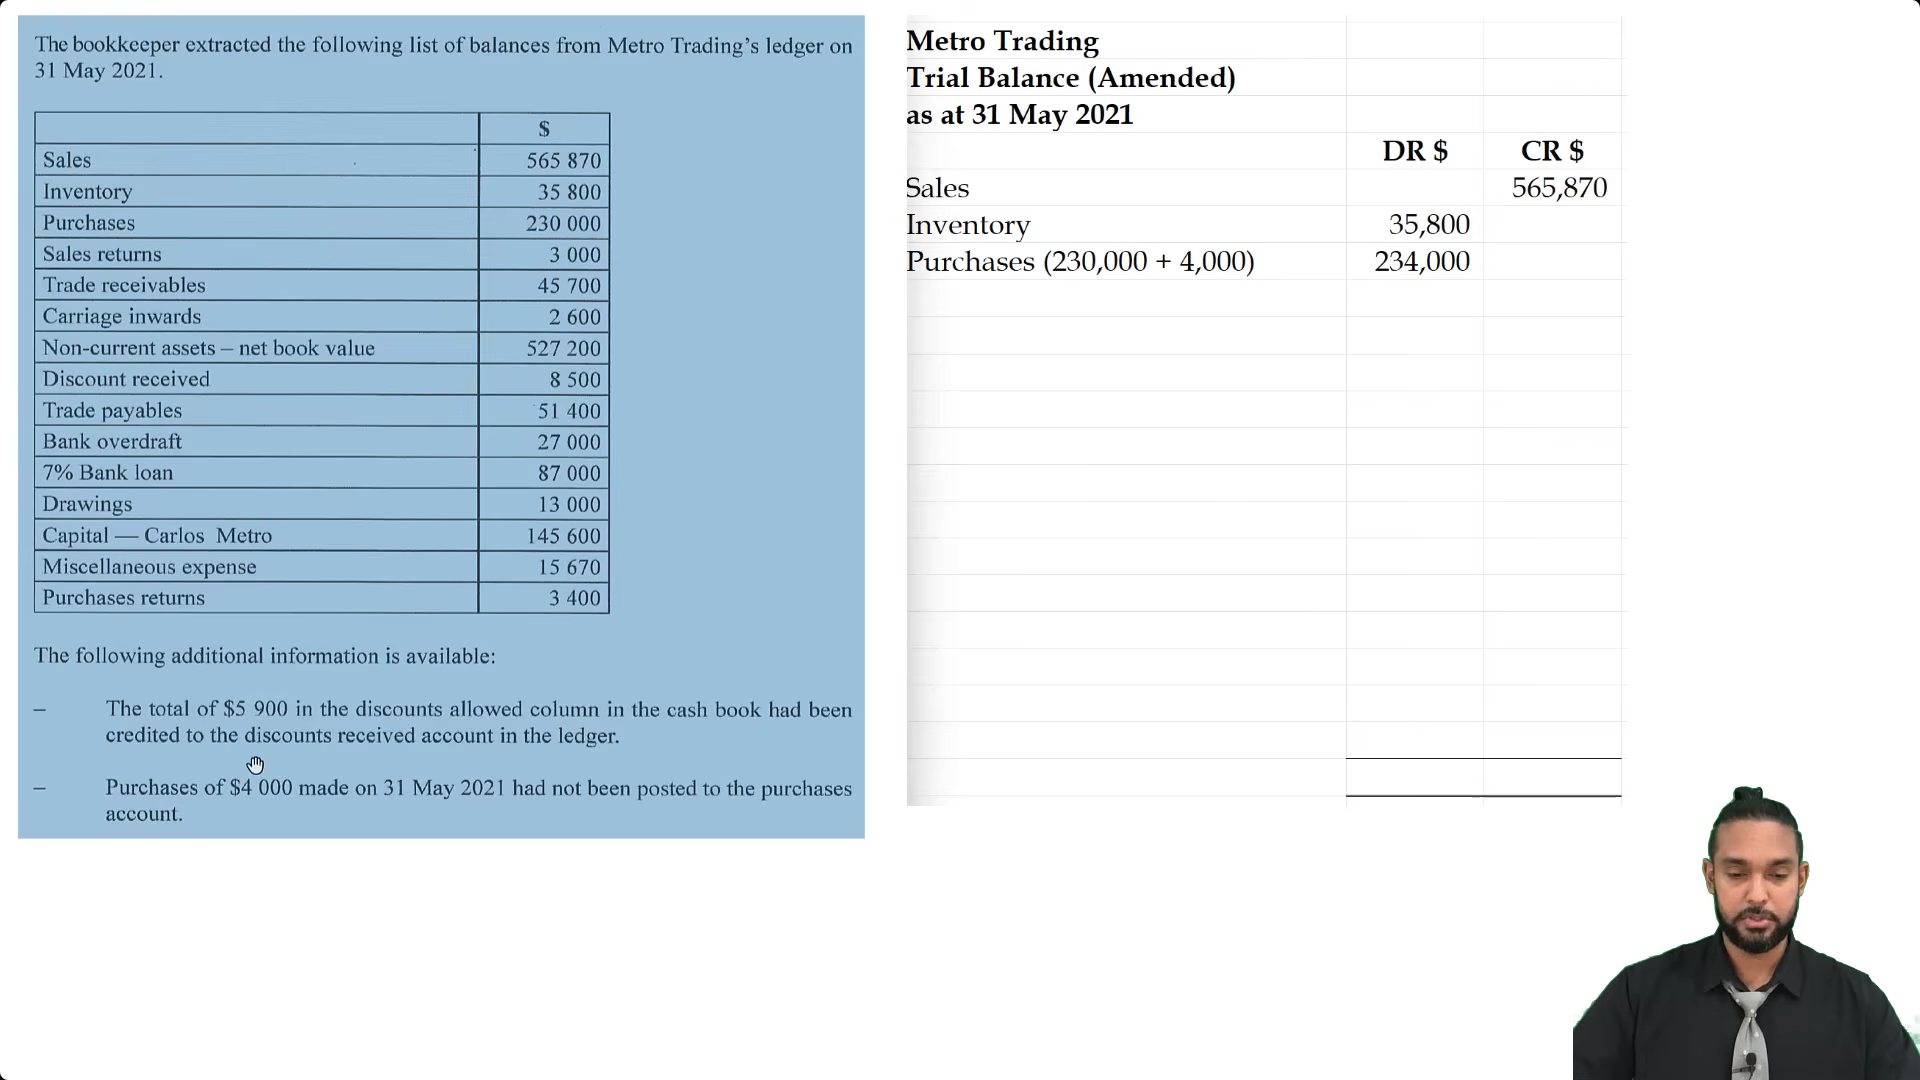 The bookkeeper extracted the following list of balances from Metro Trading's ledger on
31 May 2021.
$
Sales 565 870
Inventory 35 800
Purchases 230 000
Sales returns 3 000
Trade receivables 45 700
Carriage inwards 2 600
Non-current assets – net book value 527 200
Discount received 8 500
Trade payables 51 400
Bank overdraft 27 000
7% Bank loan 87 000
Drawings 13 000
Capital — Carlos Metro 145 600
Miscellaneous expense 15 670
Purchases returns 3 400
The following additional information is available:
– The total of $5 900 in the discounts allowed column in the cash book had been
credited to the discounts received account in the ledger.
– Purchases of $4 000 made on 31 May 2021 had not been posted to the purchases
account.
Metro Trading
Trial Balance (Amended)
as at 31 May 2021
DR $ CR $
Sales 565,870
Inventory 35,800
Purchases (230,000 + 4,000) 234,000